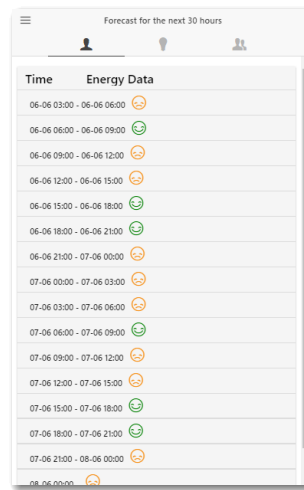 Forecast for the next 30 hours
Time Energy Data
06-06 03:00 - 06-06 06:00
06-06 06:00 - 06-06 09:00
06-06 09:00 - 06-06 12:00
06-06 12:00 - 06-06 15:00
06-06 15:00 - 06-06 18:00
06-06 18:00 - 06-06 21:00
06-06 21:00 - 07-06 00:00
07-06 00:00 - 07-06 03:00
07-06 03:00 - 07-06 06:00
07-06 06:00 - 07-06 09:00
07-06 09:00 - 07-06 12:00
07-06 12:00 - 07-06 15:00
07-06 15:00 - 07-06 18:00
07-06 18:00 - 07-06 21:00
07-06 21:00 - 08-06 00:00
08-06 00:00 -